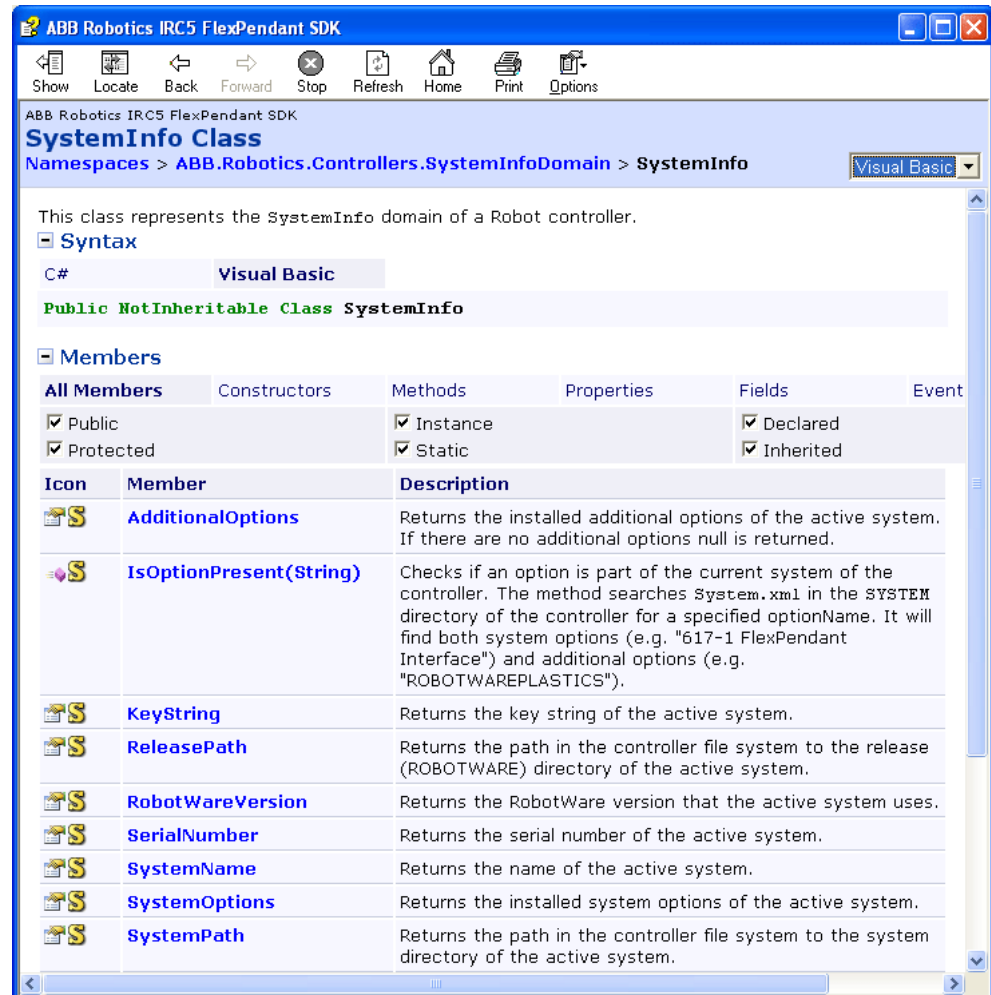 ABB Robotics IRC5 FlexPendant SDK
Show Locate Back Forward Stop Refresh Home Print Options
ABB Robotics IRC5 FlexPendant SDK
SystemInfo Class
Namespaces > ABB.Robotics.Controllers.SystemInfoDomain > SystemInfo
Visual Basic
This class represents the SystemInfo domain of a Robot controller.
Syntax
C# Visual Basic
Public NotInheritable Class SystemInfo
Members
All Members Constructors Methods Properties Fields Event
Public Instance Declared
Protected Static Inherited
Icon Member Description
AdditionalOptions Returns the installed additional options of the active system.
If there are no additional options null is returned.
IsOptionPresent(String) Checks if an option is part of the current system of the
controller. The method searches System.xml in the SYSTEM
directory of the controller for a specified optionName. It will
find both system options (e.g. "617-1 FlexPendant
Interface") and additional options (e.g.
"ROBOTWAREPLASTICS").
KeyString Returns the key string of the active system.
ReleasePath Returns the path in the controller file system to the release
(ROBOTWARE) directory of the active system.
RobotWareVersion Returns the RobotWare version that the active system uses.
SerialNumber Returns the serial number of the active system.
SystemName Returns the name of the active system.
SystemOptions Returns the installed system options of the active system.
SystemPath Returns the path in the controller file system to the system
directory of the active system.